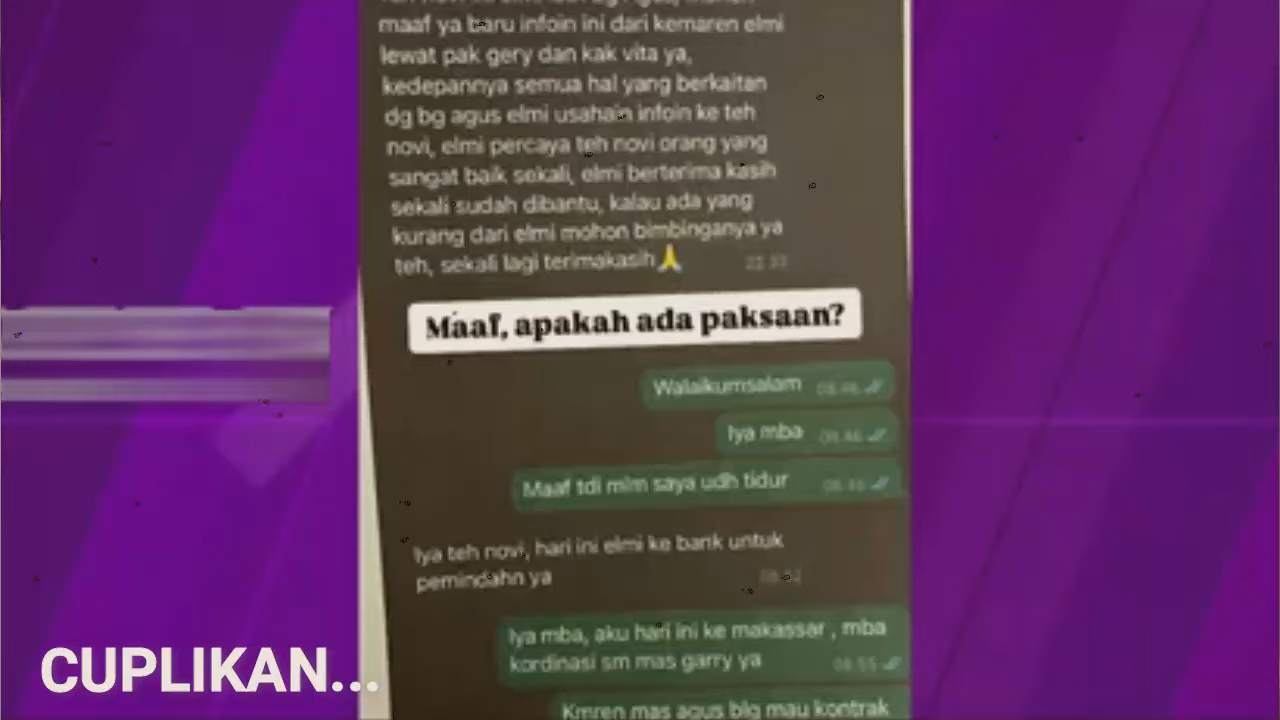 maaf ya baru infoin ini dari kemaren elmi
lewat pak gery dan kak vita ya,
kedepannya semua hal yang berkaitan
dg bg agus elmi usahain infoin ke teh
novi, elmi percaya teh novi orang yang
sangat baik sekali, elmi berterima kasih
sekali sudah dibantu, kalau ada yang
kurang dari elmi mohon bimbinganya ya
teh, sekali lagi terimakasih🙏
Maaf, apakah ada paksaan?
Walaikumsalam
Iya mba
Maaf tdi mlm saya udh tidur
Iya teh novi, hari ini elmi ke bank untuk
pemindahn ya
Iya mba, aku hari ini ke makassar , mba
kordinasi sm mas garry ya
08.55
Kmren mas agus blg mau kontrak
CUPLIKAN...